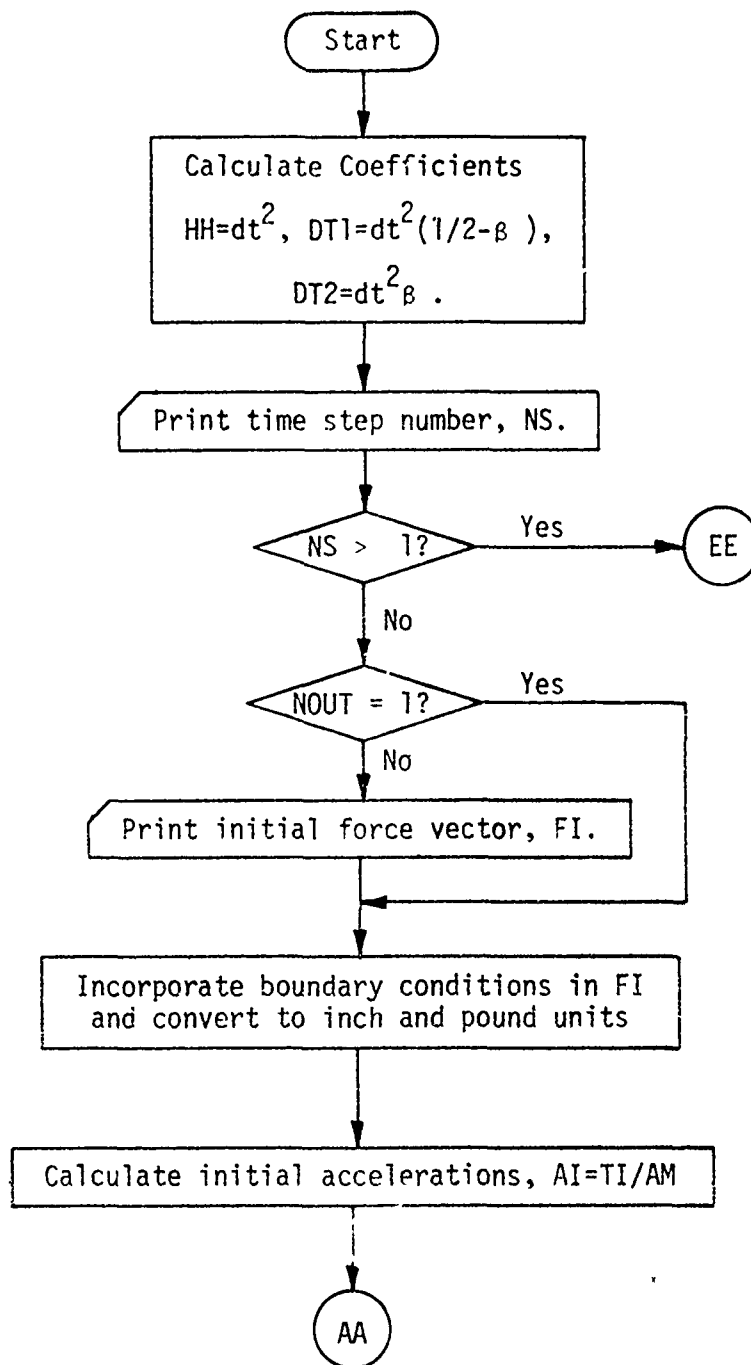 Start
Calculate Coefficients
HH=dt², DT1=dt²(1/2-β ),
DT2=dt²β .
Print time step number, NS.
NS > 1?
Yes
EE
No
NOUT = 1?
Yes
No
Print initial force vector, FI.
Incorporate boundary conditions in FI
and convert to inch and pound units
Calculate initial accelerations, AI=TI/AM
AA